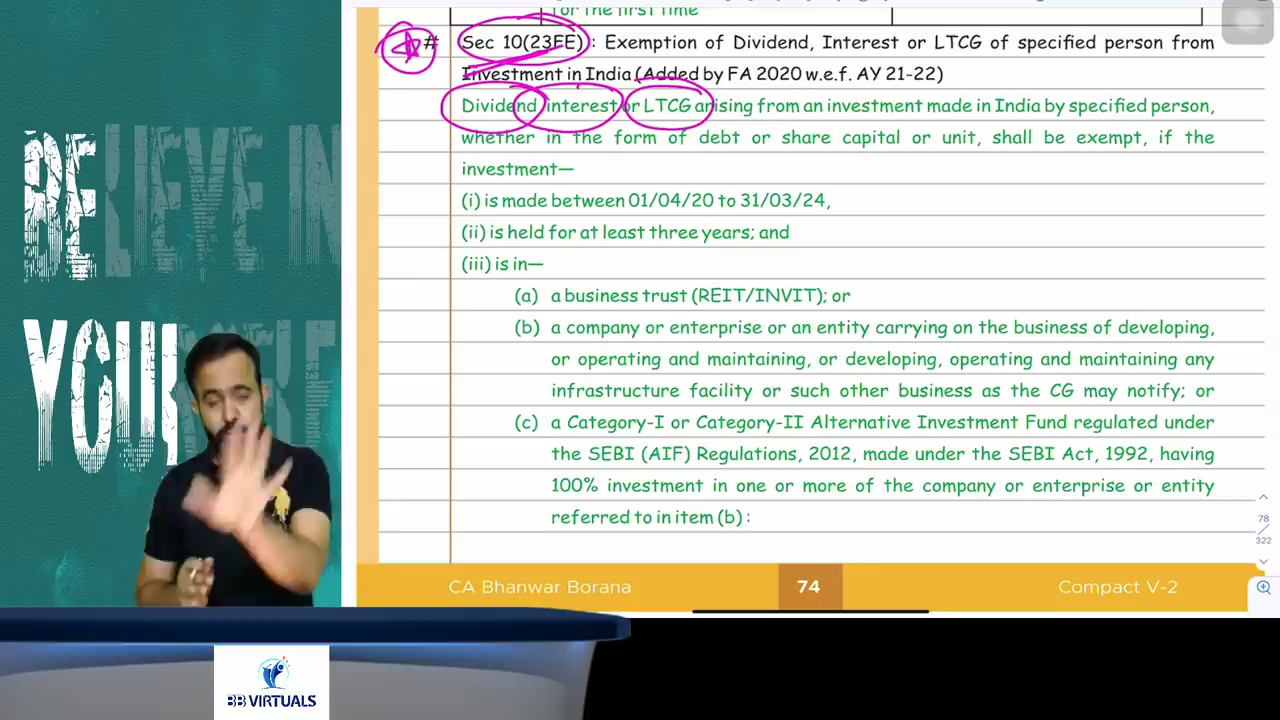 for the first time
# Sec 10(23FE) : Exemption of Dividend, Interest or LTCG of specified person from
Investment in India (Added by FA 2020 w.e.f. AY 21-22)
Dividend, interest or LTCG arising from an investment made in India by specified person,
whether in the form of debt or share capital or unit, shall be exempt, if the
investment—
(i) is made between 01/04/20 to 31/03/24,
(ii) is held for at least three years; and
(iii) is in—
(a) a business trust (REIT/INVIT); or
(b) a company or enterprise or an entity carrying on the business of developing,
or operating and maintaining, or developing, operating and maintaining any
infrastructure facility or such other business as the CG may notify; or
(c) a Category-I or Category-II Alternative Investment Fund regulated under
the SEBI (AIF) Regulations, 2012, made under the SEBI Act, 1992, having
100% investment in one or more of the company or enterprise or entity
referred to in item (b) :
78
322
CA Bhanwar Borana
74
Compact V-2
BELIEVE IN
YOURSELF
BB VIRTUALS